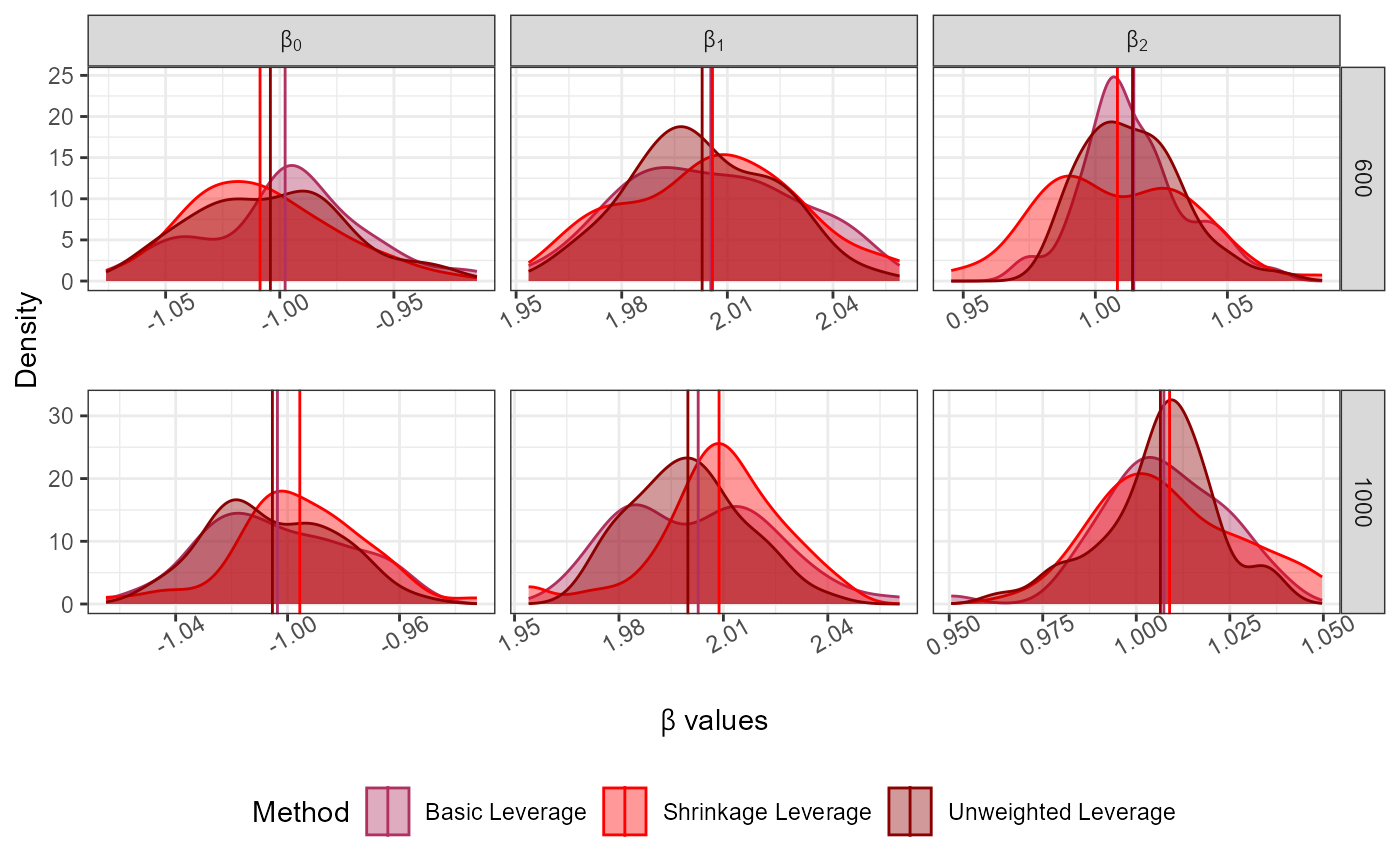 β₀ β₁ β₂
25
20
15
10
5
0
600
-1.05 -1.00 -0.95 1.95 1.98 2.01 2.04 0.95 1.00 1.05
Density
30
20
10
0
1000
-1.04 -1.00 -0.96 1.95 1.98 2.01 2.04 0.950 0.975 1.000 1.025 1.050
β values
Method Basic Leverage Shrinkage Leverage Unweighted Leverage